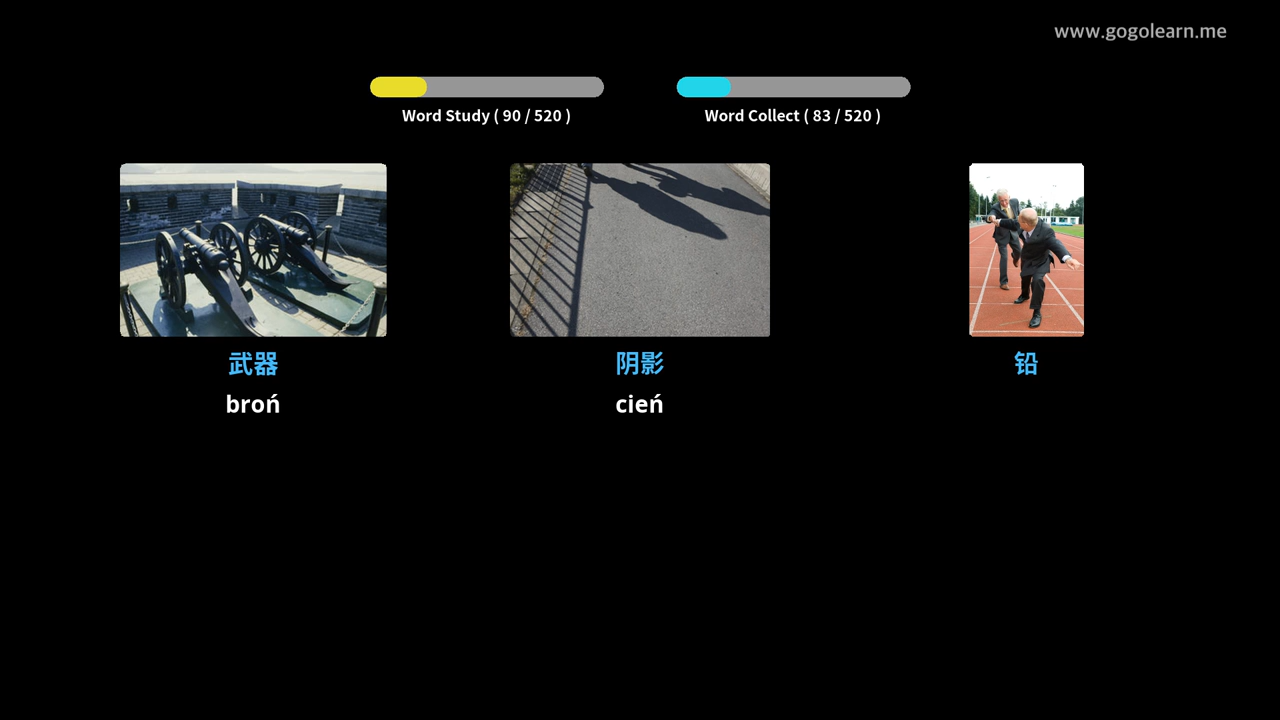 www.gogolearn.me
Word Study ( 90 / 520 )
Word Collect ( 83 / 520 )
武器
阴影
铅
broń
cień